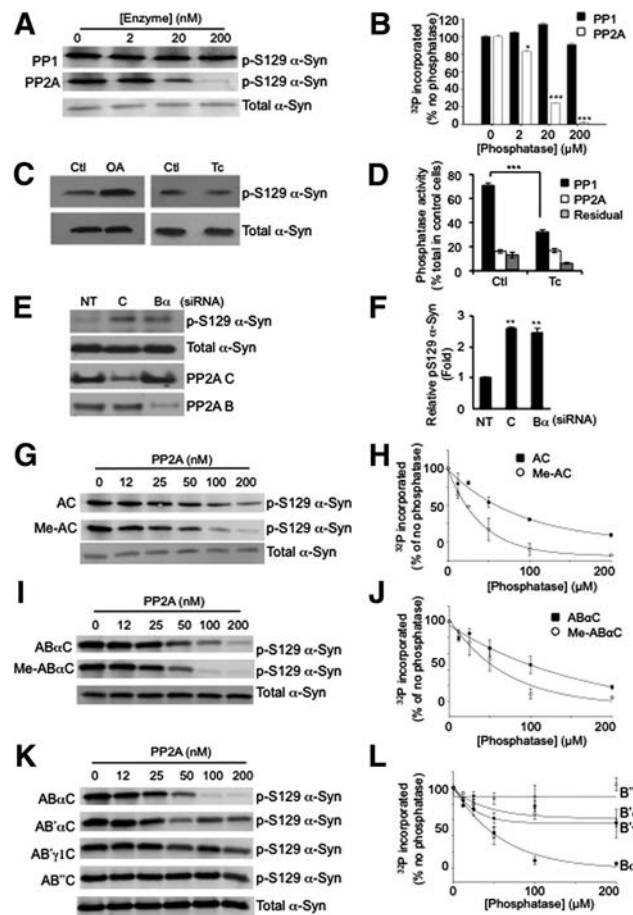 A
[Enzyme] (nM)
0 2 20 200
PP1 p-S129 α-Syn
PP2A p-S129 α-Syn
Total α-Syn
B
PP1
PP2A
32P incorporated
(% no phosphatase)
120
100
80
60
40
20
0
* *** ***
0 2 20 200
[Phosphatase] (µM)
C
Ctl OA Ctl Tc
p-S129 α-Syn
Total α-Syn
D
Phosphatase activity
(% total in control cells)
80
60
40
20
0
***
PP1
PP2A
Residual
Ctl Tc
E
NT C Bα (siRNA)
p-S129 α-Syn
Total α-Syn
PP2A C
PP2A B
F
Relative pS129 α-Syn
(Fold)
3
2
1
0
** **
NT C Bα (siRNA)
G
PP2A (nM)
0 12 25 50 100 200
AC p-S129 α-Syn
Me-AC p-S129 α-Syn
Total α-Syn
H
AC
Me-AC
32P incorporated
(% of no phosphatase)
100
50
0
0 100 200
[Phosphatase] (µM)
I
PP2A (nM)
0 12 25 50 100 200
ABαC p-S129 α-Syn
Me-ABαC p-S129 α-Syn
Total α-Syn
J
ABαC
Me-ABαC
32P incorporated
(% of no phosphatase)
100
50
0
0 100 200
[Phosphatase] (µM)
K
PP2A (nM)
0 12 25 50 100 200
ABαC p-S129 α-Syn
AB'αC p-S129 α-Syn
AB'γ1C p-S129 α-Syn
AB"C p-S129 α-Syn
Total α-Syn
L
32P incorporated
(% no phosphatase)
100
50
0
0 100 200
[Phosphatase] (µM)